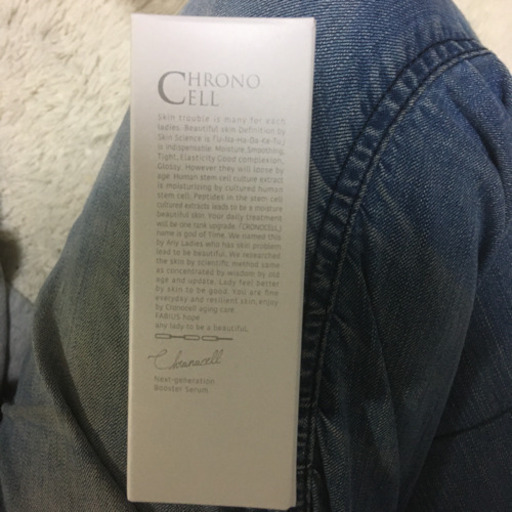 CHRONO
CELL
Skin trouble is many for each
ladies. Beautiful skin Definition by
Skin Science is 「U-Na-Ha-Da-Ke-Tu」
is indispensable. Moisture, Smoothing,
Tight, Elasticity Good complexion,
Glossy. However they will loose by
age. Human stem cell culture extract
is moisturizing by cultured human
stem cell. Peptides in the stem cell
cultured extracts leads to be a moisture
beautiful skin. Your daily treatment
will be one rank upgrade. 「CRONOCELL」
name is god of Time. We named this
by Any Ladies who has skin problem
lead to be beautiful. We researched
the skin by scientific method same
as concentrated by wisdom by old
age and update. Lady feel better
by skin to be good. You are fine
everyday and resilient skin, enjoy
by Chonocell aging care.
FABIUS hope
any lady to be a beautiful.
Chronocell
Next-generation
Booster Serum